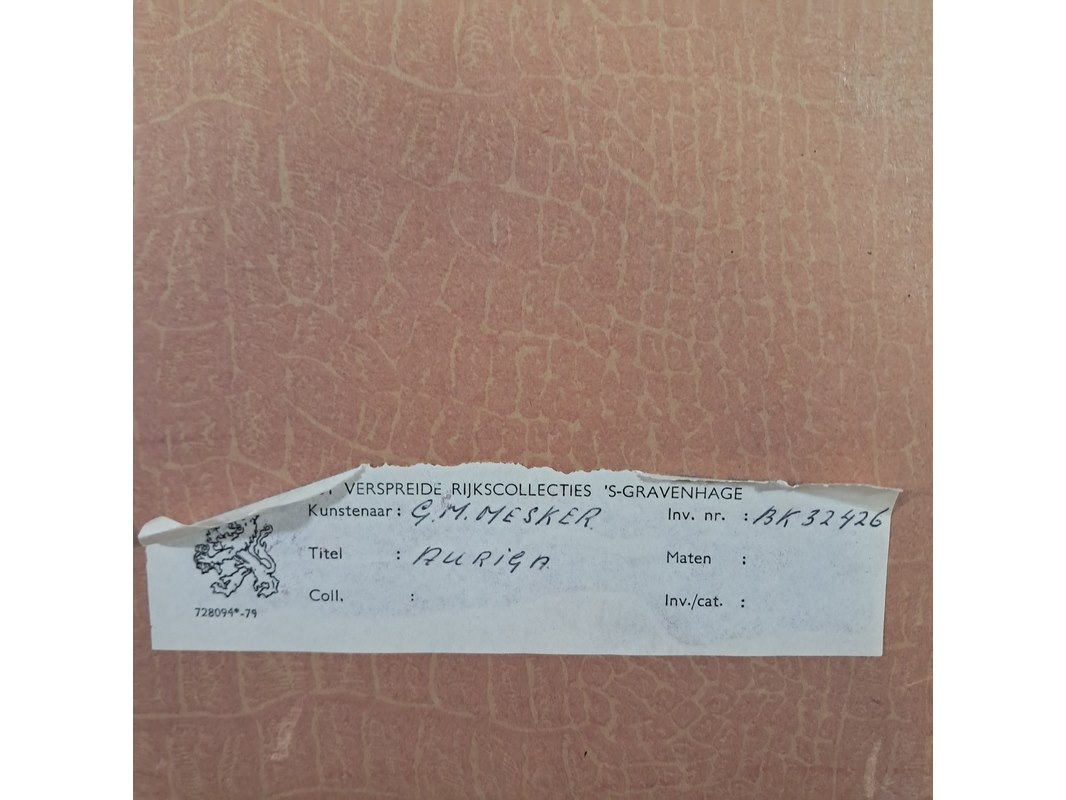 VERSPREIDE RIJKSCOLLECTIES 'S-GRAVENHAGE
Kunstenaar: G.M. MESKER Inv. nr. : BK 32426
Titel : AURIGA Maten :
Coll. : Inv./cat. :
728094*-79